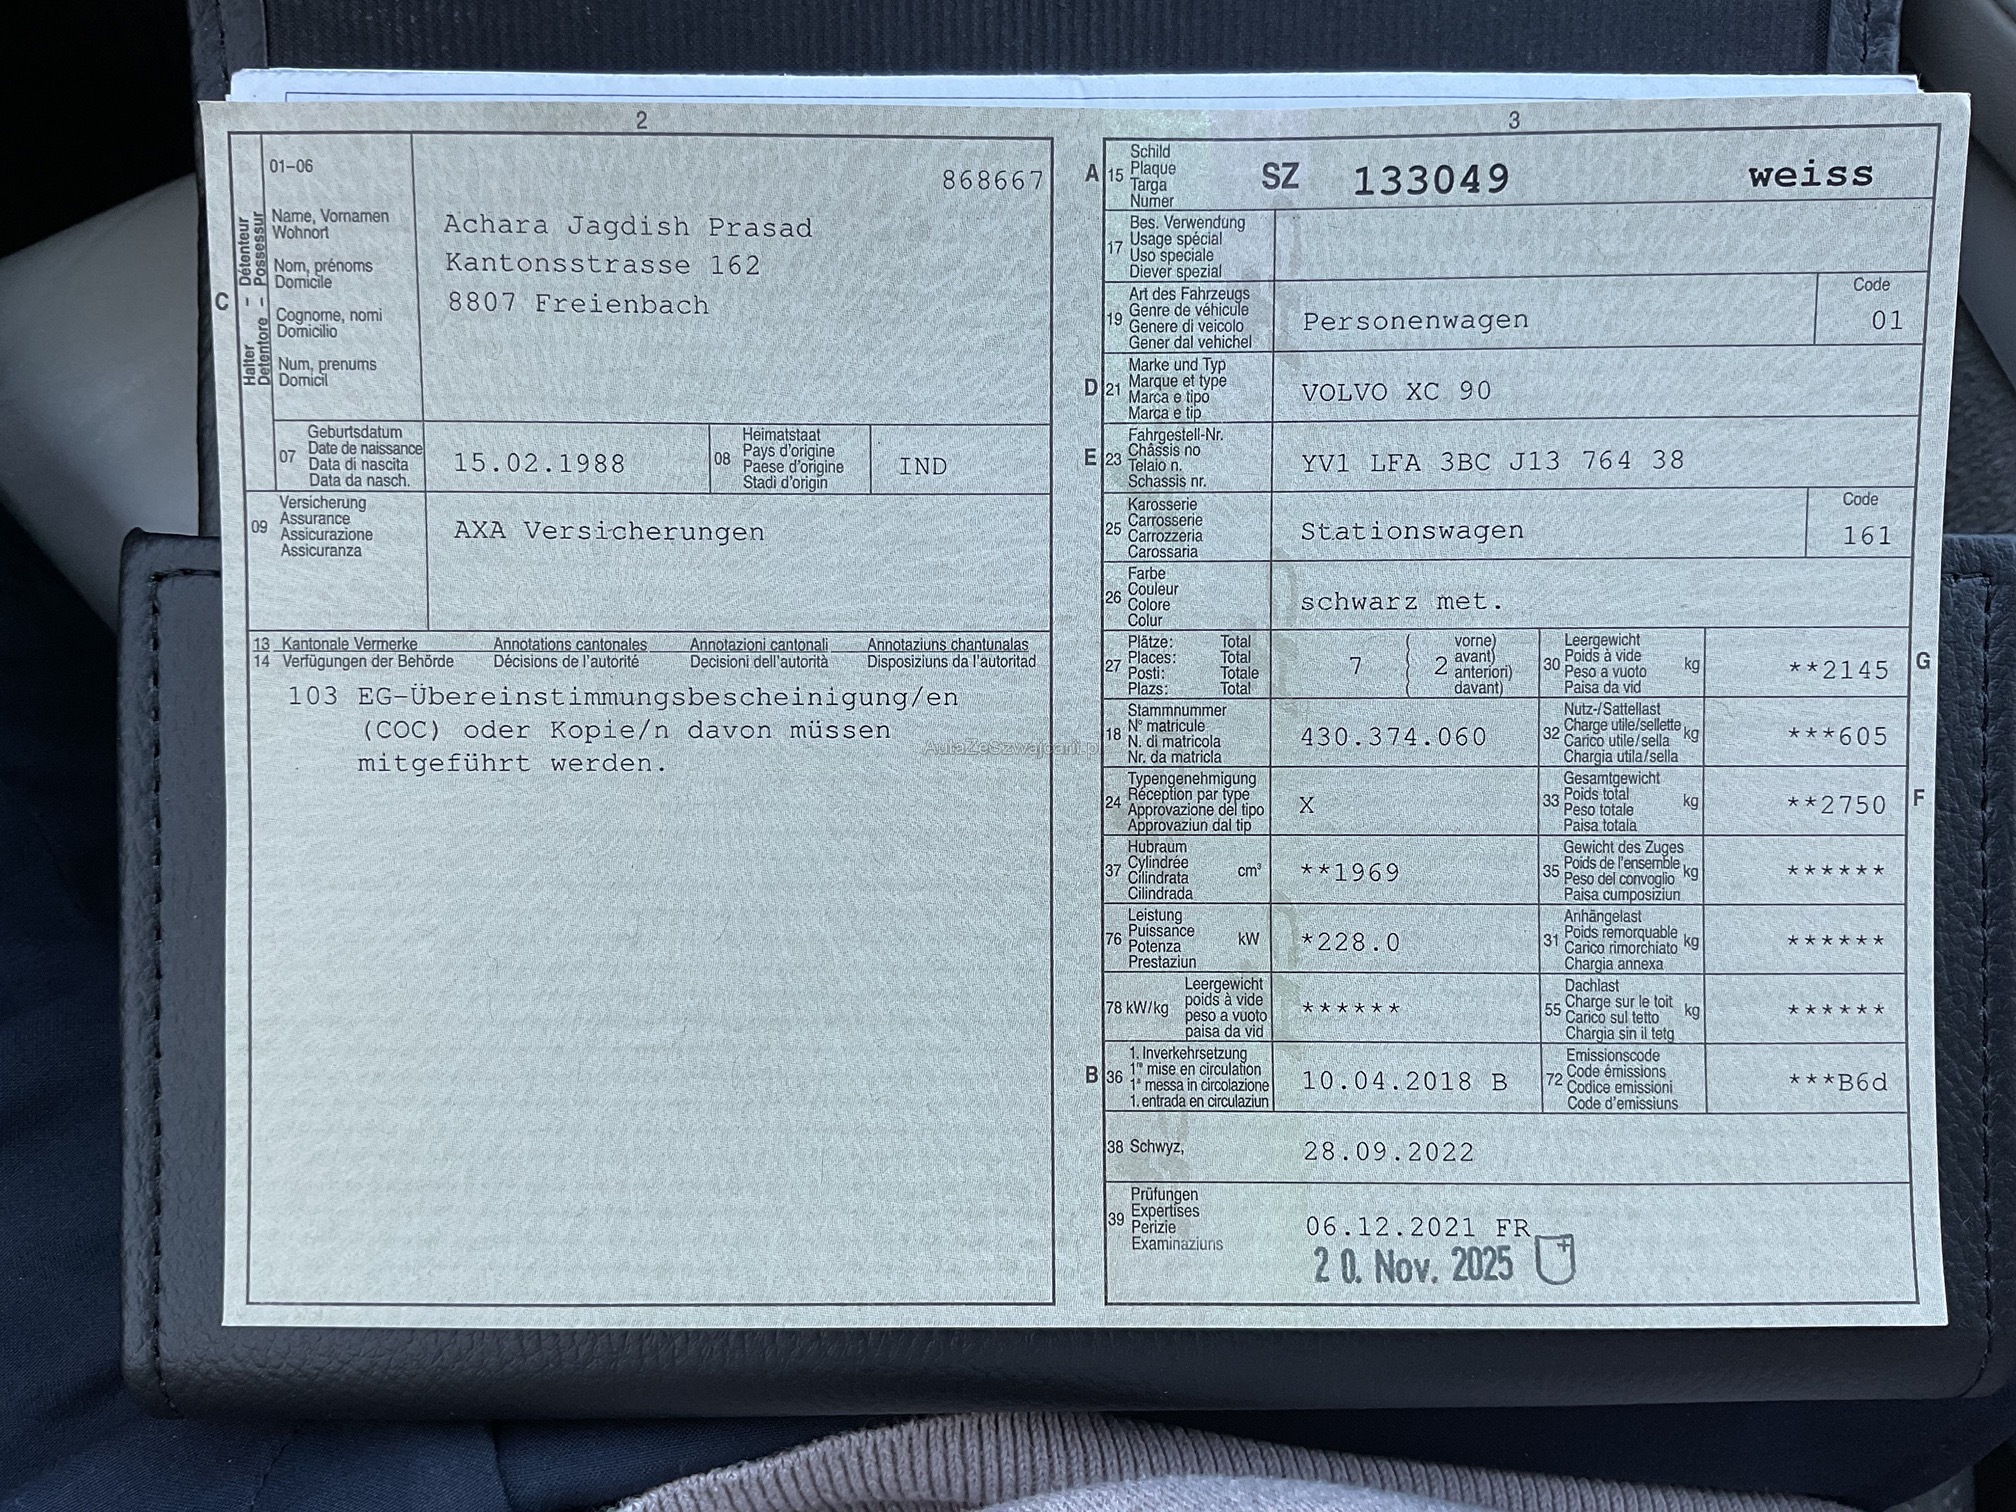 2
01–06
868667
Halter – Détenteur
Detentore – Possessur
C
Name, Vornamen
Wohnort
Nom, prénoms
Domicile
Cognome, nomi
Domicilio
Num, prenums
Domicil
Achara Jagdish Prasad
Kantonsstrasse 162
8807 Freienbach
07
Geburtsdatum
Date de naissance
Data di nascita
Data da nasch.
15.02.1988
08
Heimatstaat
Pays d'origine
Paese d'origine
Stadi d'origin
IND
09
Versicherung
Assurance
Assicurazione
Assicuranza
AXA Versicherungen
13 Kantonale Vermerke Annotations cantonales Annotazioni cantonali Annotaziuns chantunalas
14 Verfügungen der Behörde Décisions de l'autorité Decisioni dell'autorità Disposiziuns da l'autoritad
103 EG-Übereinstimmungsbescheinigung/en
(COC) oder Kopie/n davon müssen
mitgeführt werden.
AutaZeSzwajcarii.pl
3
A
15
Schild
Plaque
Targa
Numer
SZ 133049 weiss
17
Bes. Verwendung
Usage spécial
Uso speciale
Diever spezial
19
Art des Fahrzeugs
Genre de véhicule
Genere di veicolo
Gener dal vehichel
Personenwagen
Code
01
D
21
Marke und Typ
Marque et type
Marca e tipo
Marca e tip
VOLVO XC 90
E
23
Fahrgestell-Nr.
Châssis no
Telaio n.
Schassis nr.
YV1 LFA 3BC J13 764 38
25
Karosserie
Carrosserie
Carrozzeria
Carossaria
Stationswagen
Code
161
26
Farbe
Couleur
Colore
Colur
schwarz met.
27
Plätze: Total
Places: Total
Posti: Totale
Plazs: Total
7
2
vorne)
avant)
anteriori)
davant)
30
Leergewicht
Poids à vide
Peso a vuoto
Paisa da vid
kg
**2145
G
18
Stammnummer
N° matricule
N. di matricola
Nr. da matricla
430.374.060
32
Nutz-/Sattellast
Charge utile/sellette
Carico utile/sella
Chargia utila/sella
kg
***605
24
Typengenehmigung
Réception par type
Approvazione del tipo
Approvaziun dal tip
X
33
Gesamtgewicht
Poids total
Peso totale
Paisa totala
kg
**2750
F
37
Hubraum
Cylindrée
Cilindrata
Cilindrada
cm³
**1969
35
Gewicht des Zuges
Poids de l'ensemble
Peso del convoglio
Paisa cumposiziun
kg
******
76
Leistung
Puissance
Potenza
Prestaziun
kW
*228.0
31
Anhängelast
Poids remorquable
Carico rimorchiato
Chargia annexa
kg
******
78 kW/kg
Leergewicht
poids à vide
peso a vuoto
paisa da vid
******
55
Dachlast
Charge sur le toit
Carico sul tetto
Chargia sin il tetg
kg
******
B
36
1. Inverkehrsetzung
1re mise en circulation
1a messa in circolazione
1. entrada en circulaziun
10.04.2018 B
72
Emissionscode
Code émissions
Codice emissioni
Code d'emissiuns
***B6d
38 Schwyz,
28.09.2022
39
Prüfungen
Expertises
Perizie
Examinaziuns
06.12.2021 FR
20. Nov. 2025